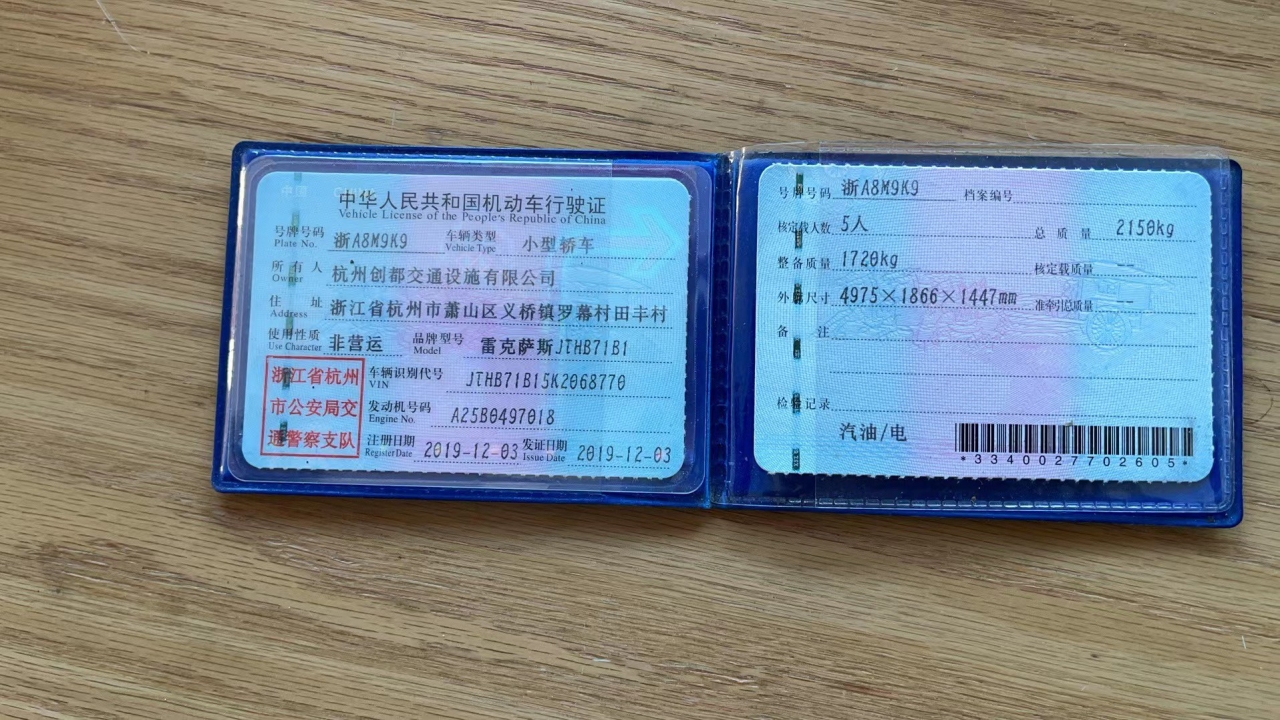 中华人民共和国机动车行驶证
Vehicle License of the People's Republic of China
号牌号码 浙A8M9K9 车辆类型 小型轿车
Plate No. Vehicle Type
所有人 杭州创都交通设施有限公司
Owner
住址 浙江省杭州市萧山区义桥镇罗幕村田丰村
Address
使用性质 非营运 品牌型号 雷克萨斯JTHB71B1
Use Character Model
浙江省杭州
市公安局交
通警察支队
车辆识别代号 JTHB71B15K2068770
VIN
发动机号码 A25B0497018
Engine No.
注册日期 2019-12-03 发证日期 2019-12-03
Register Date Issue Date
号牌号码 浙A8M9K9 档案编号
核定载人数 5人 总质量 2150kg
整备质量 1720kg 核定载质量 --
外廓尺寸 4975×1866×1447mm 准牵引总质量 --
备注
检验记录
汽油/电
*3340027702605*